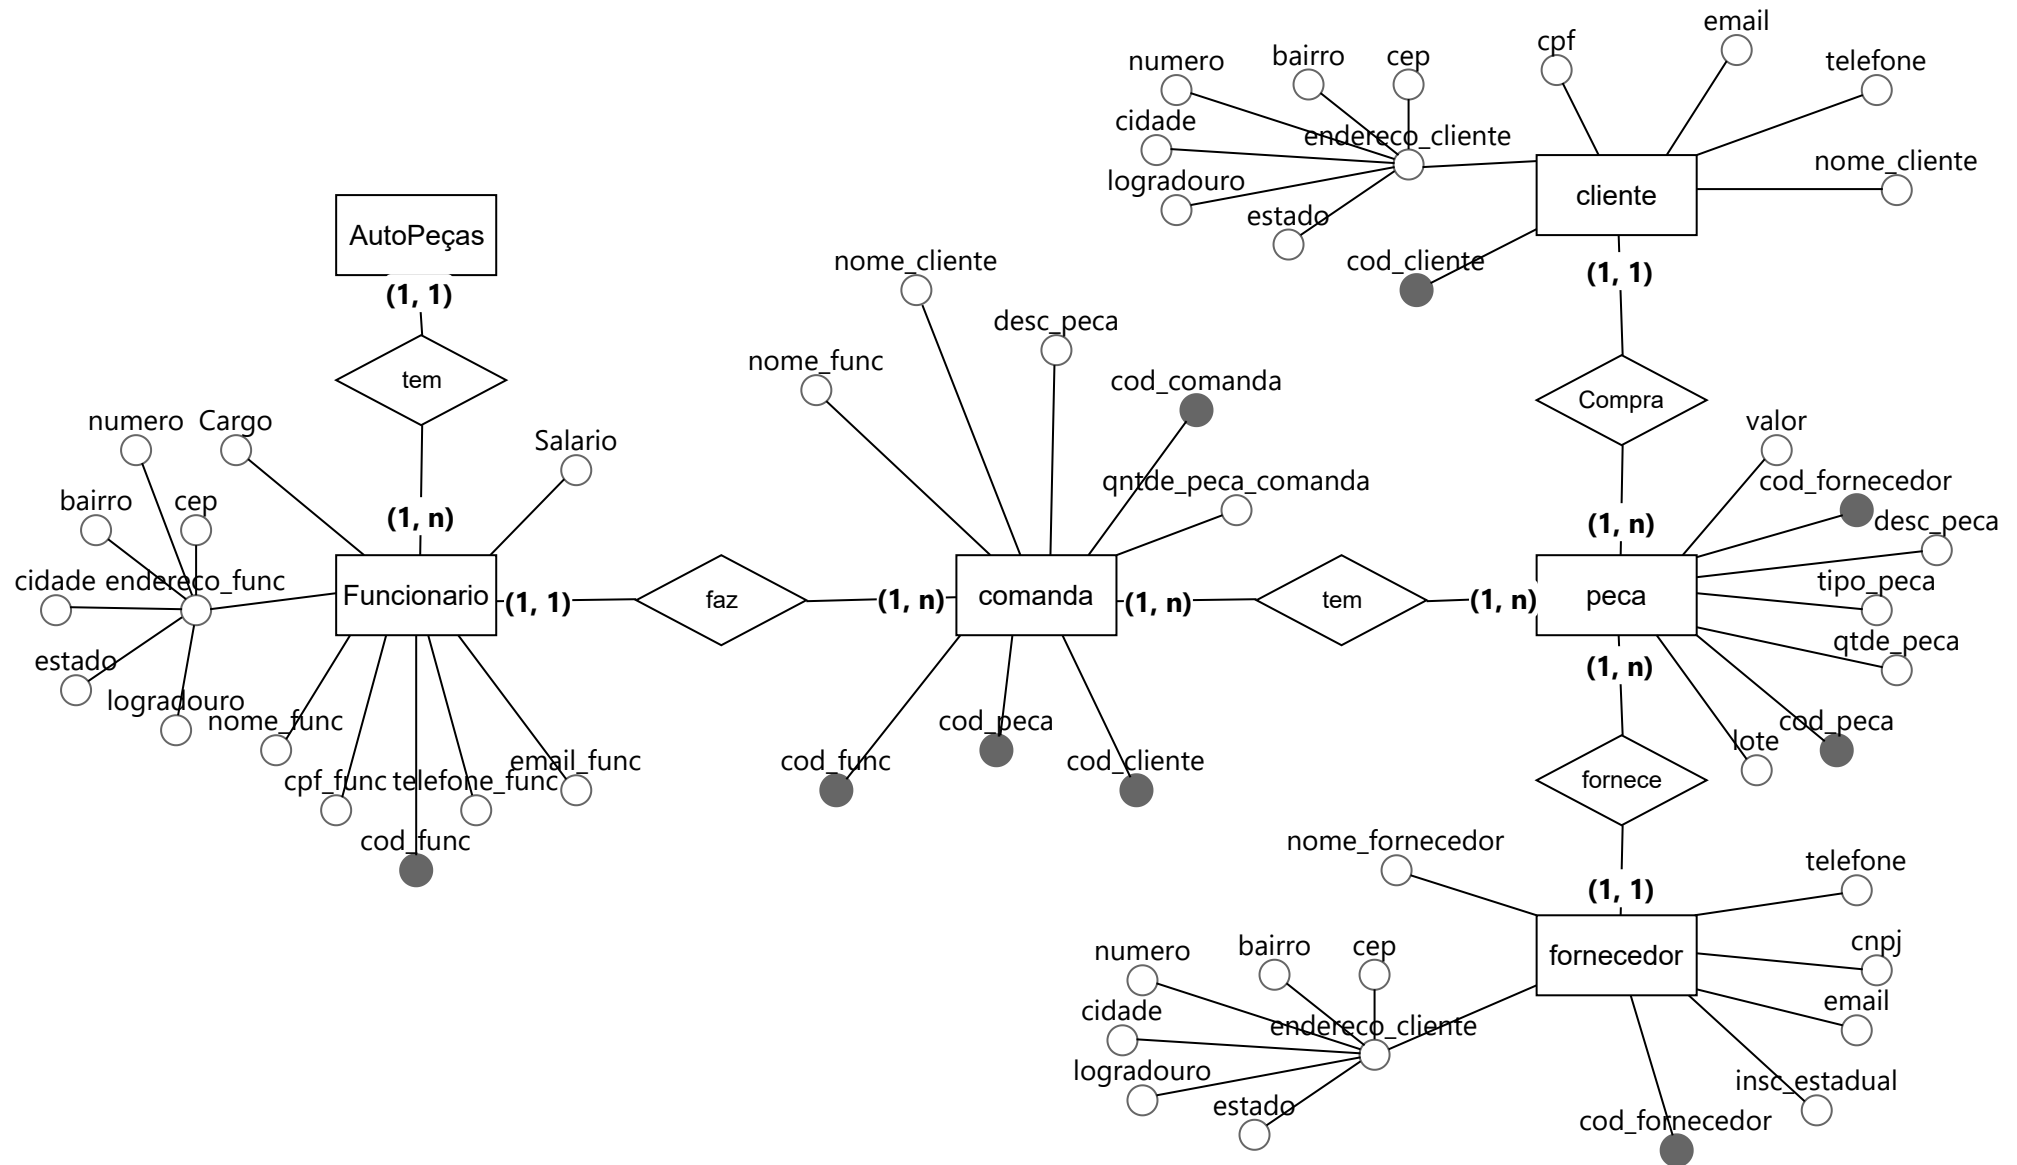 email
cpf
bairro
cep
numero
telefone
cidade
endereco_cliente
nome_cliente
logradouro
cliente
estado
AutoPeças
nome_cliente
cod_cliente
(1, 1)
(1, 1)
desc_peca
nome_func
tem
cod_comanda
Compra
numero
Cargo
valor
Salario
qntde_peca_comanda
cod_fornecedor
bairro
cep
(1, n)
(1, n)
desc_peca
cidade
endereco_func
Funcionario
(1, 1)
faz
(1, n)
comanda
(1, n)
tem
(1, n)
peca
tipo_peca
qtde_peca
estado
(1, n)
logradouro
nome_func
cod_peca
cod_peca
lote
email_func
cod_func
cod_cliente
cpf_func
telefone_func
fornece
cod_func
nome_fornecedor
telefone
(1, 1)
numero
bairro
cep
fornecedor
cnpj
cidade
endereco_cliente
email
logradouro
insc_estadual
estado
cod_fornecedor